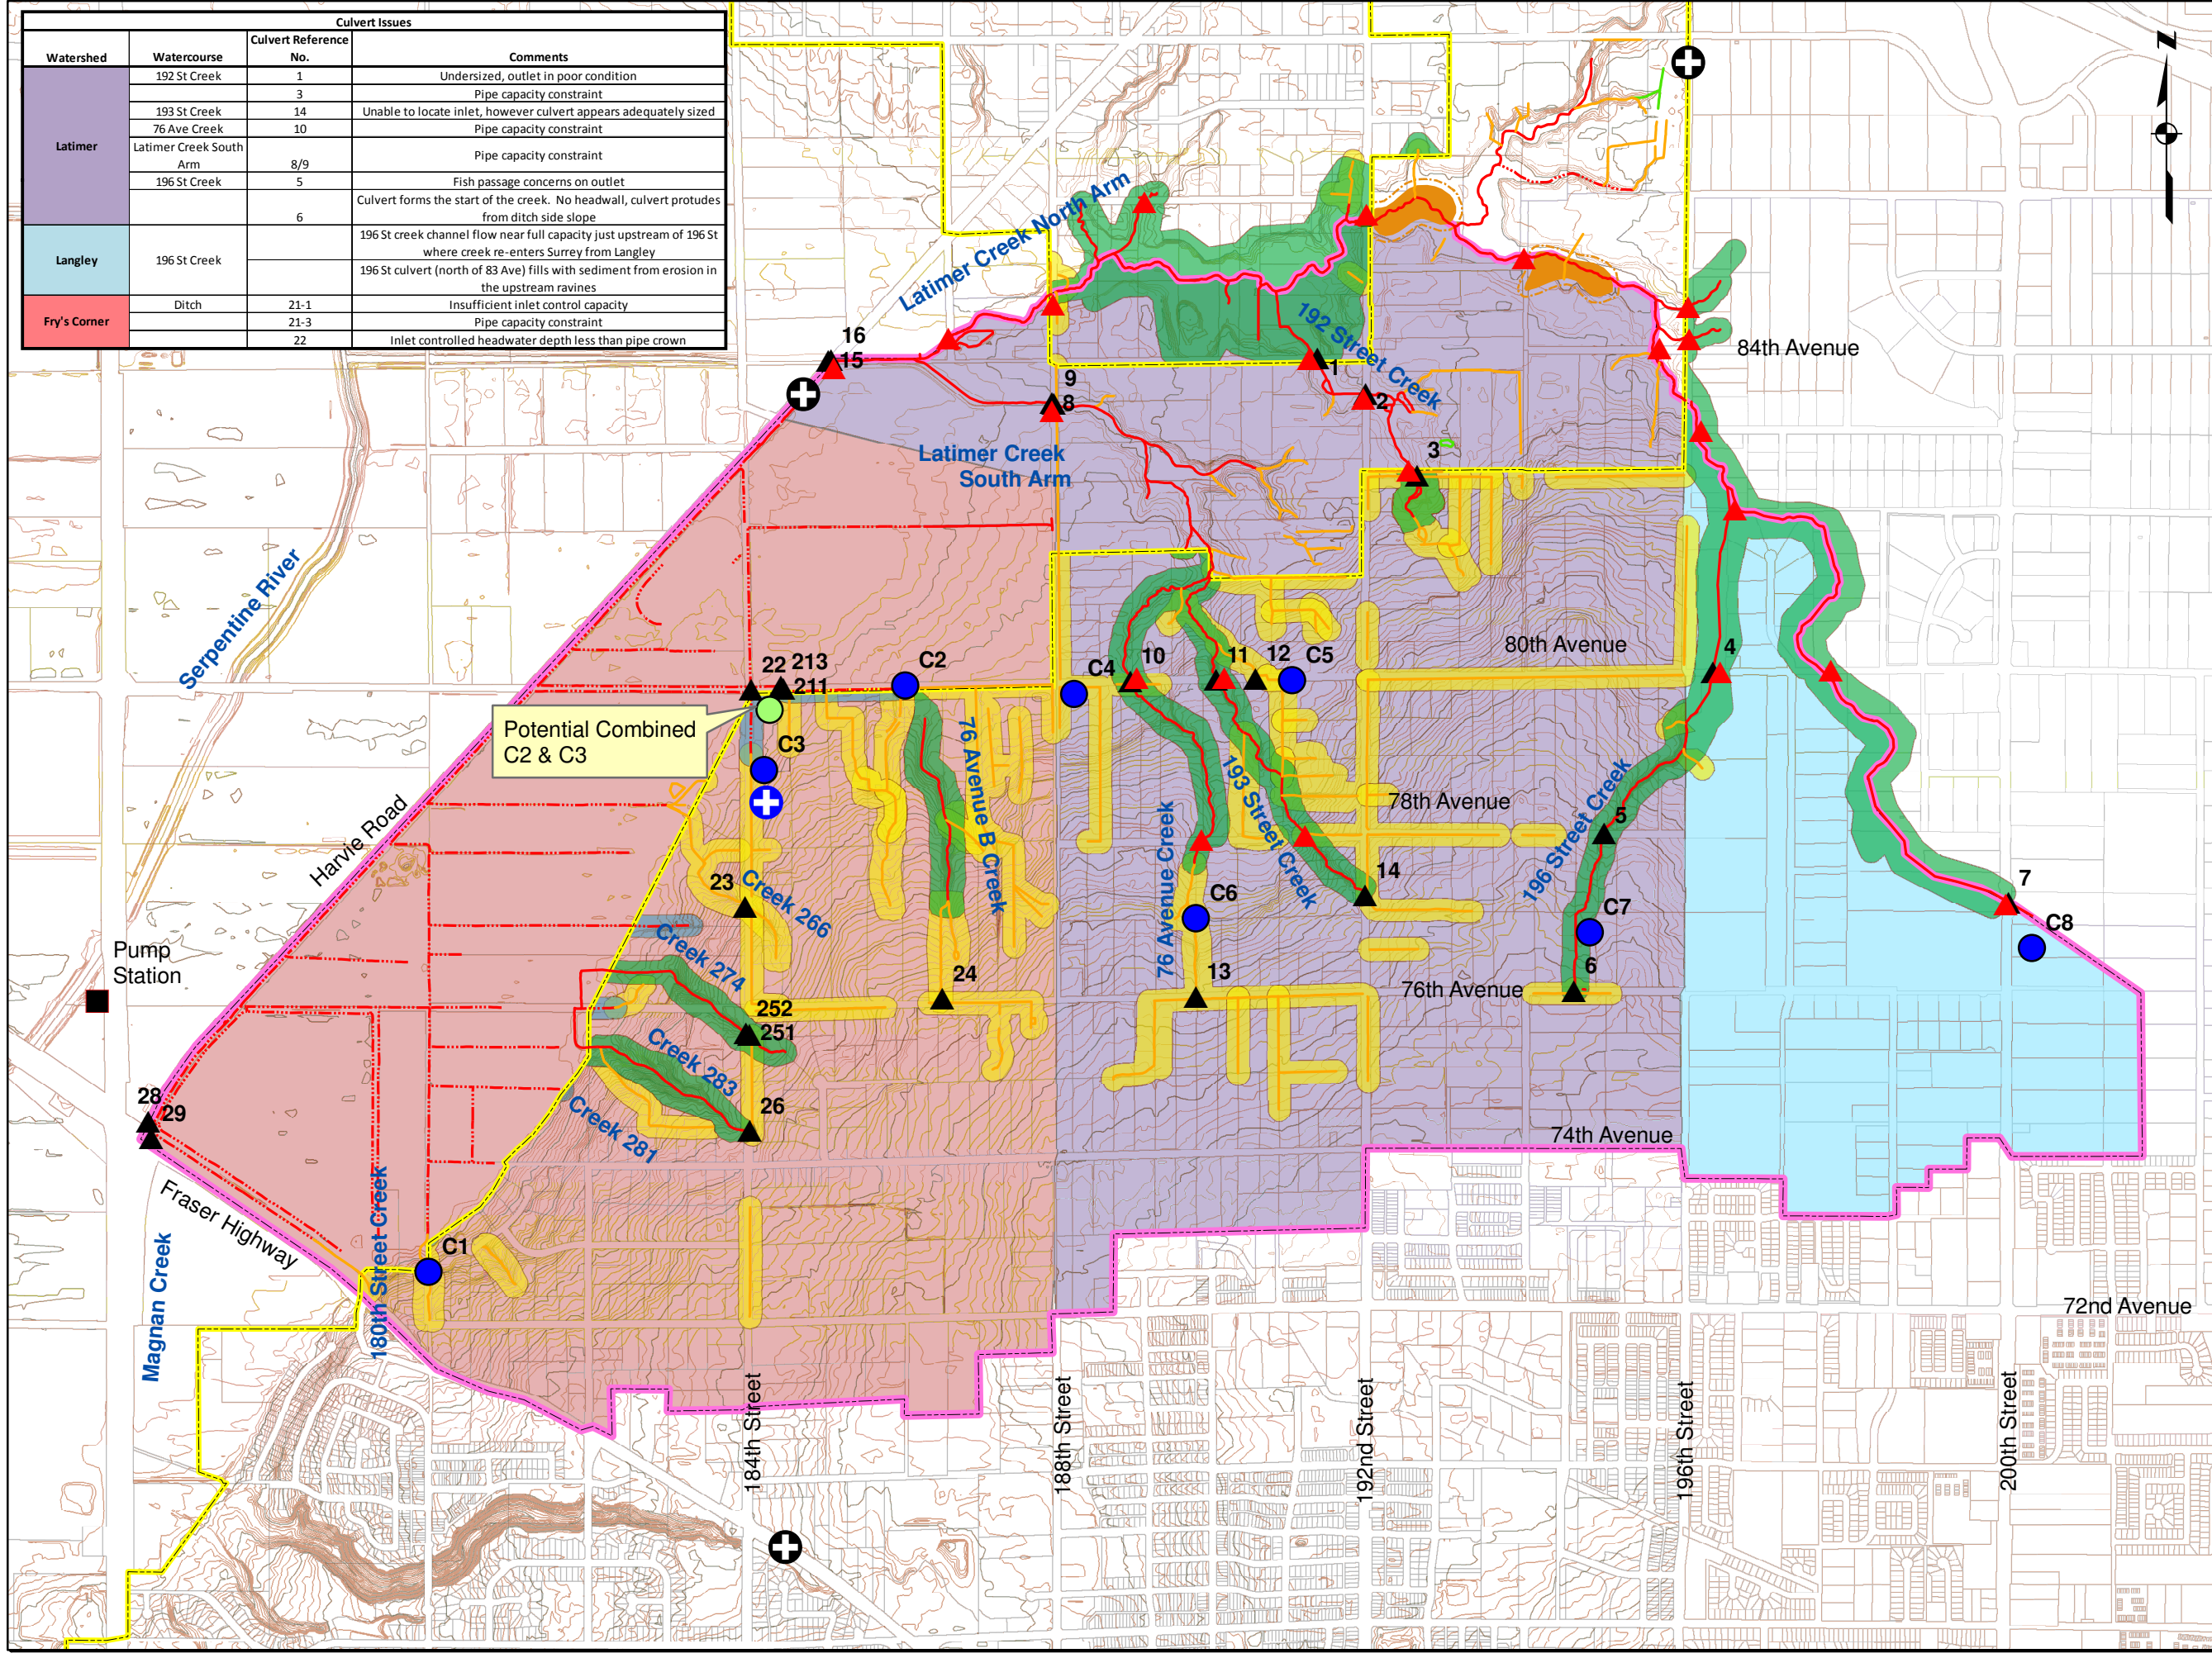 Culvert Issues
Watershed Watercourse Culvert Reference No. Comments
Latimer
192 St Creek 1 Undersized, outlet in poor condition
3 Pipe capacity constraint
193 St Creek 14 Unable to locate inlet, however culvert appears adequately sized
76 Ave Creek 10 Pipe capacity constraint
Latimer Creek South
Arm 8/9 Pipe capacity constraint
196 St Creek 5 Fish passage concerns on outlet
6 Culvert forms the start of the creek. No headwall, culvert protudes
from ditch side slope
Langley
196 St Creek
196 St creek channel flow near full capacity just upstream of 196 St
where creek re-enters Surrey from Langley
196 St culvert (north of 83 Ave) fills with sediment from erosion in
the upstream ravines
Fry's Corner
Ditch 21-1 Insufficient inlet control capacity
21-3 Pipe capacity constraint
22 Inlet controlled headwater depth less than pipe crown
N
Latimer Creek North Arm
192 Street Creek
84th Avenue
16
15
1
9
8
2
3
Latimer Creek
South Arm
Serpentine River
80th Avenue
4
22
213
211
C2
C4
10
11
12
C5
Potential Combined
C2 & C3
C3
76 Avenue B Creek
193 Street Creek
196 Street Creek
78th Avenue
5
Harvie Road
76 Avenue Creek
23
Creek 266
C6
14
C7
7
C8
Pump
Station
Creek 274
24
13
6
76th Avenue
252
251
Creek 283
26
28
29
Creek 281
74th Avenue
Fraser Highway
180th Street Creek
C1
Magnan Creek
72nd Avenue
184th Street
188th Street
192nd Street
196th Street
200th Street